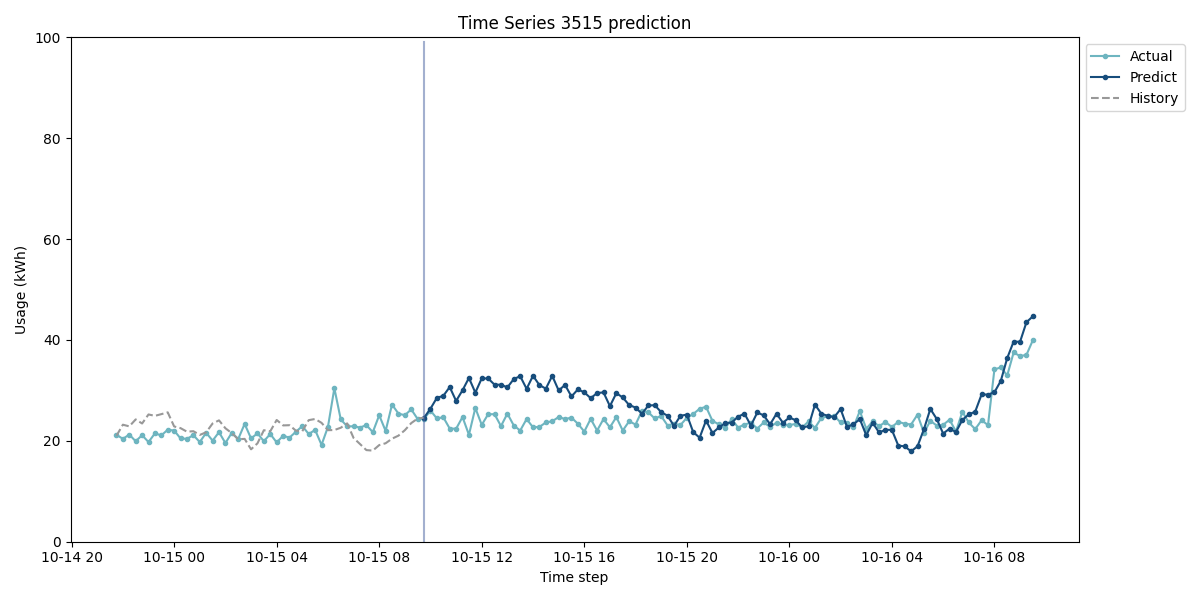 Time Series 3515 prediction
Usage (kWh)
100
80
60
40
20
0
10-14 20
10-15 00
10-15 04
10-15 08
10-15 12
10-15 16
10-15 20
10-16 00
10-16 04
10-16 08
Time step
Actual
Predict
History